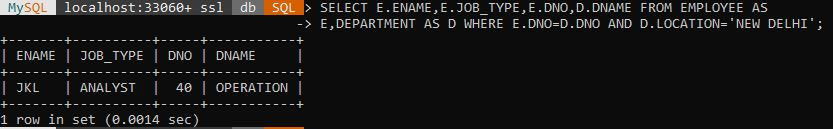 MySQL localhost:33060+ ssl db SQL > SELECT E.ENAME,E.JOB_TYPE,E.DNO,D.DNAME FROM EMPLOYEE AS
-> E,DEPARTMENT AS D WHERE E.DNO=D.DNO AND D.LOCATION='NEW DELHI';
+-------+----------+-----+-----------+
| ENAME | JOB_TYPE | DNO | DNAME     |
+-------+----------+-----+-----------+
| JKL   | ANALYST  |  40 | OPERATION |
+-------+----------+-----+-----------+
1 row in set (0.0014 sec)